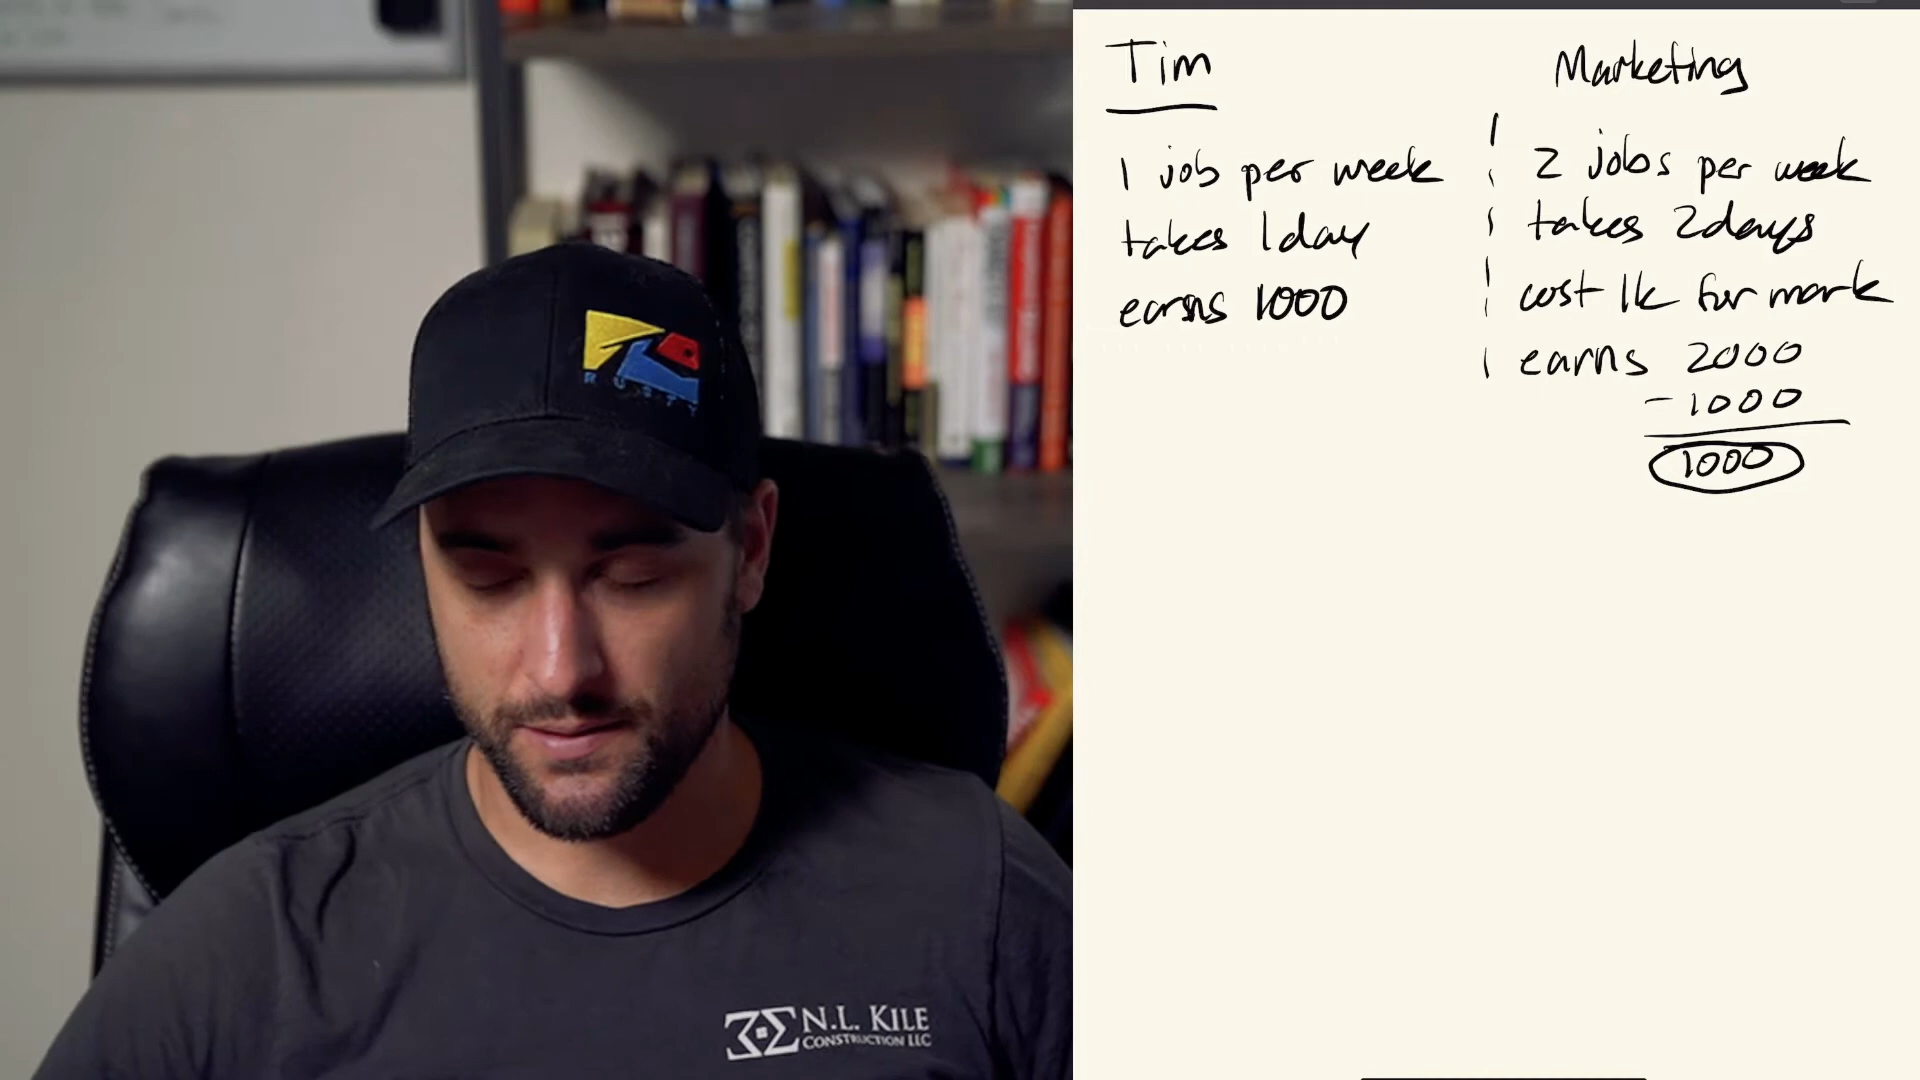 RUSTY
N.L. KILE
CONSTRUCTION LLC
Tim
1 job per week
takes 1 day
earns 1000
Marketing
2 jobs per week
takes 2 days
cost 1k for mark
earns 2000
- 1000
1000